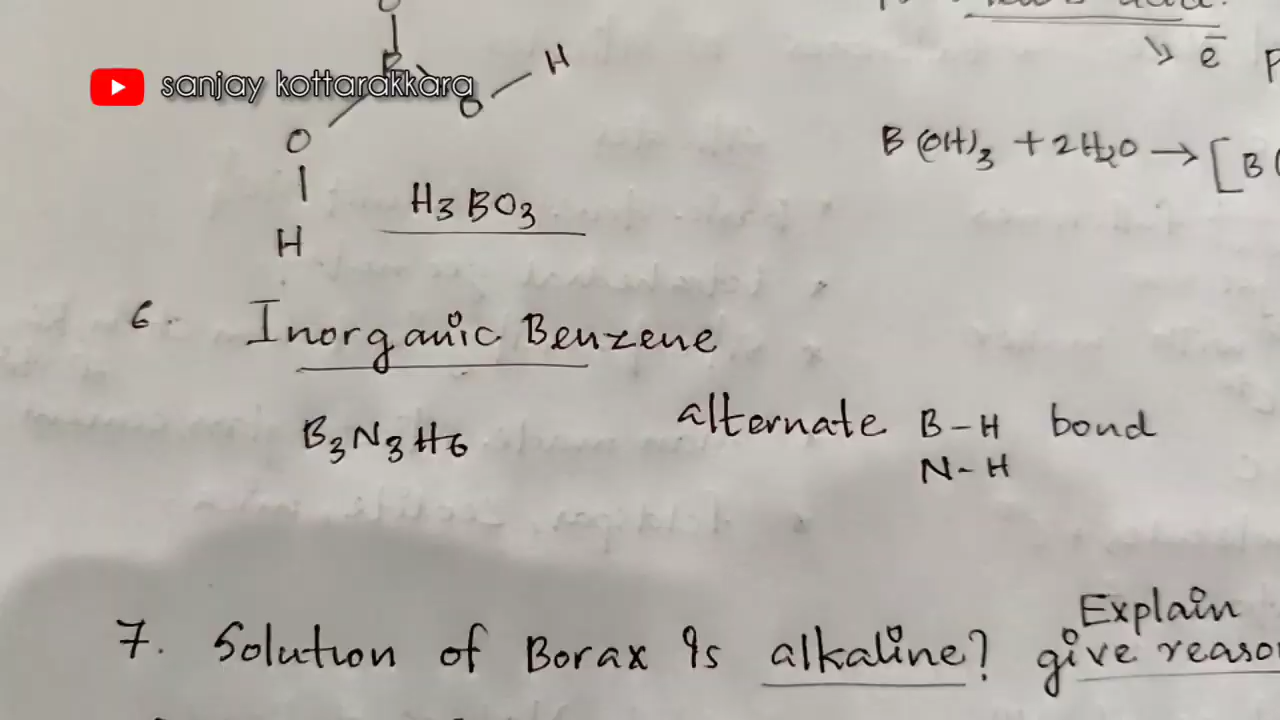 sanjay kottarakkara
O
B
O H
O
H
H3BO3
ē
B(OH)3 + 2H2O → [B(
6. Inorganic Benzene
B3N3H6
alternate B-H bond
N-H
Explain
7. Solution of Borax is alkaline? give reaso